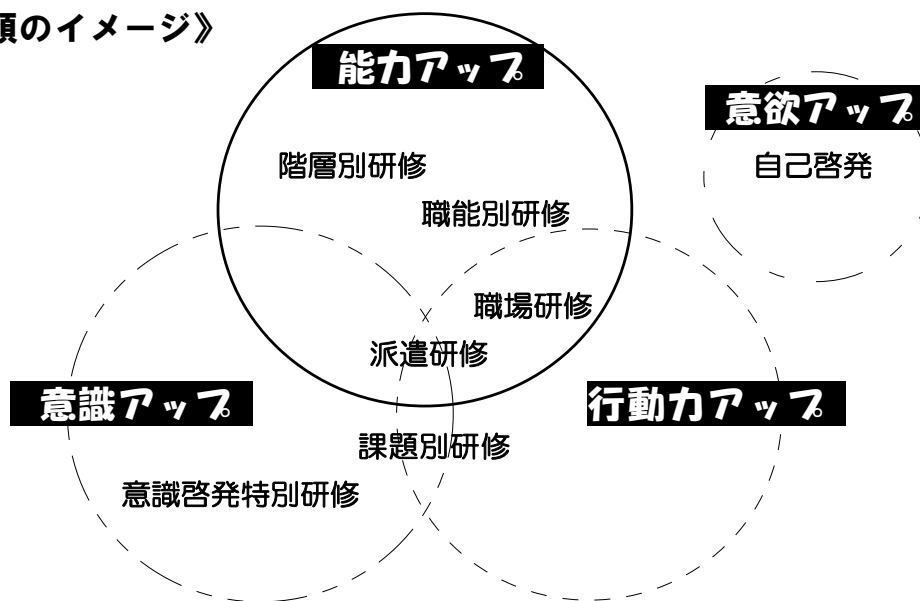 のイメージ》
能力アップ
意欲アップ
階層別研修
自己啓発
職能別研修
職場研修
派遣研修
意識アップ
行動力アップ
課題別研修
意識啓発特別研修